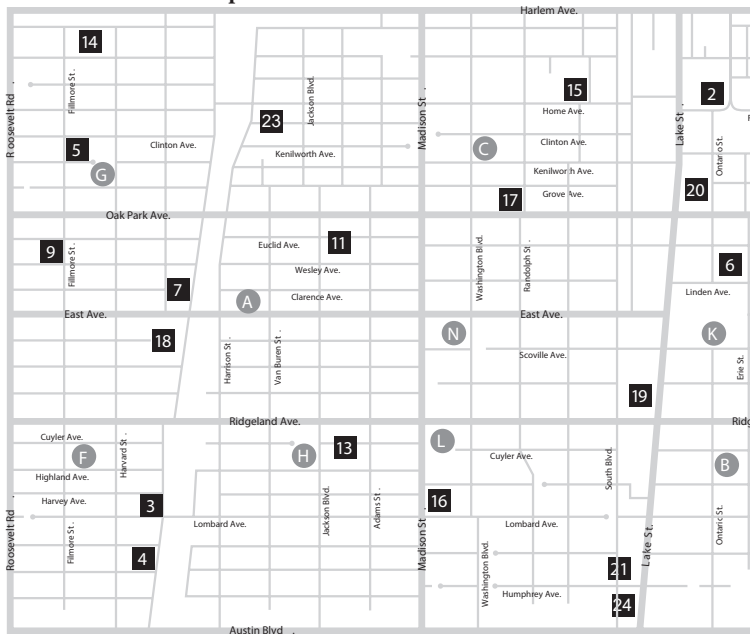 Harlem Ave.
14
15
2
Roosevelt Rd.
Fillmore St.
Jackson Blvd.
Madison St.
Home Ave.
Lake St.
23
Ontario St.
5
Clinton Ave.
Kenilworth Ave.
C
Clinton Ave.
G
Kenilworth Ave.
17
Grove Ave.
20
Oak Park Ave.
9
Fillmore St.
Euclid Ave.
11
Wesley Ave.
Washington Blvd.
Randolph St.
6
7
A
Clarence Ave.
Linden Ave.
East Ave.
East Ave.
18
Harrison St.
Van Buren St.
N
Scoville Ave.
K
Erie St.
19
Ridgeland Ave.
Ridg
Cuyler Ave.
F
Harvard St.
H
13
L
Cuyler Ave.
South Blvd.
B
Highland Ave.
Harvey Ave.
3
Roosevelt Rd.
Filmore St.
Lombard Ave.
Jackson Blvd.
Adams St.
16
Madison St.
Lombard Ave.
Lake St.
Ontario St.
4
Washington Blvd.
21
Humphrey Ave.
24
Austin Blvd.